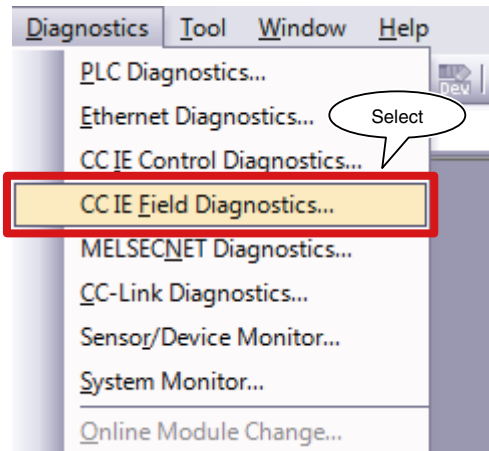 Diagnostics Tool Window Help
PLC Diagnostics...
Dev
Ethernet Diagnostics...
Select
CC IE Control Diagnostics...
CC IE Field Diagnostics...
MELSECNET Diagnostics...
CC-Link Diagnostics...
Sensor/Device Monitor...
System Monitor...
Online Module Change...